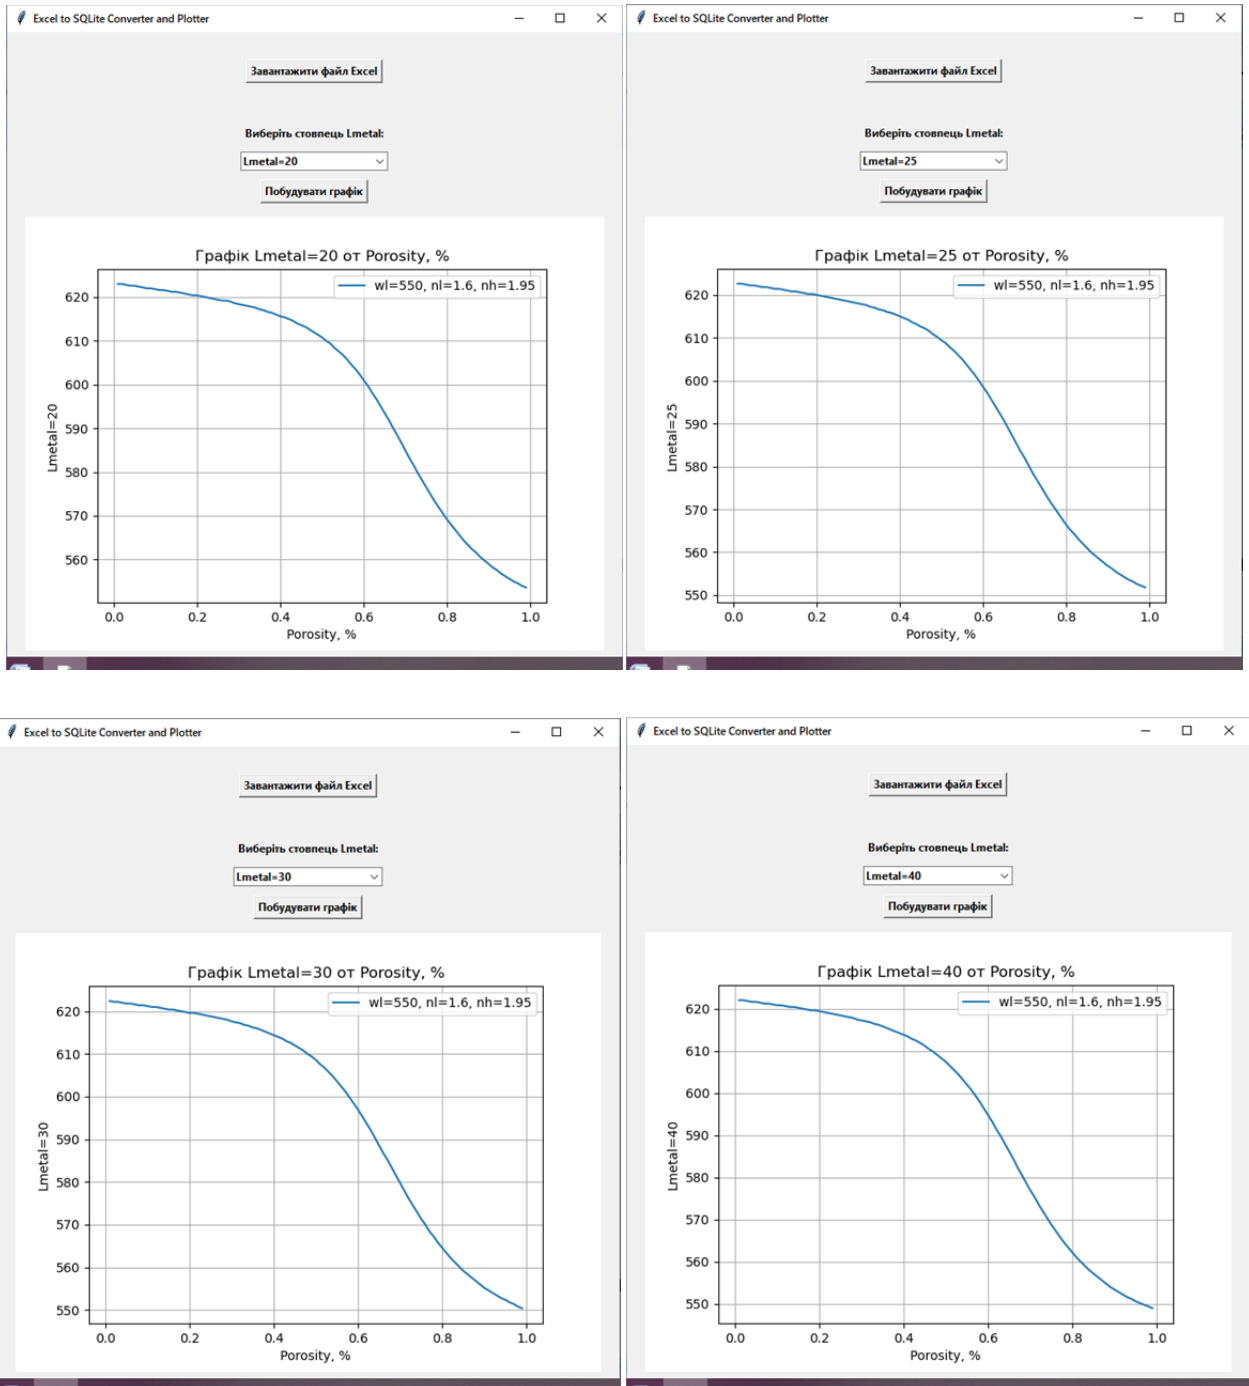 Excel to SQLite Converter and Plotter
Завантажити файл Excel
Виберіть стовпець Lmetal:
Lmetal=20
Побудувати графік
Графік Lmetal=20 от Porosity, %
wl=550, nl=1.6, nh=1.95
620
610
600
590
580
570
560
Lmetal=20
0.0 0.2 0.4 0.6 0.8 1.0
Porosity, %
Excel to SQLite Converter and Plotter
Завантажити файл Excel
Виберіть стовпець Lmetal:
Lmetal=25
Побудувати графік
Графік Lmetal=25 от Porosity, %
wl=550, nl=1.6, nh=1.95
620
610
600
590
580
570
560
550
Lmetal=25
0.0 0.2 0.4 0.6 0.8 1.0
Porosity, %
Excel to SQLite Converter and Plotter
Завантажити файл Excel
Виберіть стовпець Lmetal:
Lmetal=30
Побудувати графік
Графік Lmetal=30 от Porosity, %
wl=550, nl=1.6, nh=1.95
620
610
600
590
580
570
560
550
Lmetal=30
0.0 0.2 0.4 0.6 0.8 1.0
Porosity, %
Excel to SQLite Converter and Plotter
Завантажити файл Excel
Виберіть стовпець Lmetal:
Lmetal=40
Побудувати графік
Графік Lmetal=40 от Porosity, %
wl=550, nl=1.6, nh=1.95
620
610
600
590
580
570
560
550
Lmetal=40
0.0 0.2 0.4 0.6 0.8 1.0
Porosity, %